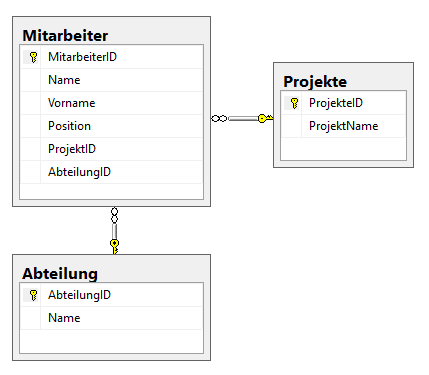 Mitarbeiter
MitarbeiterID
Name
Vorname
Position
ProjektID
AbteilungID
Projekte
ProjekteID
ProjektName
Abteilung
AbteilungID
Name